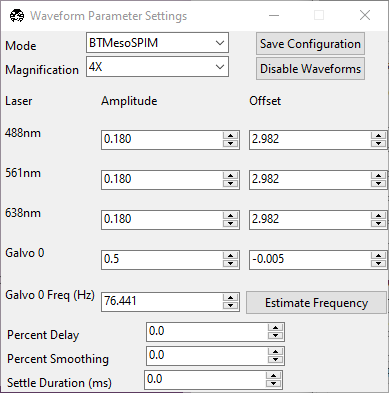 Waveform Parameter Settings
Mode BTMesoSPIM Save Configuration
Magnification 4X Disable Waveforms
Laser Amplitude Offset
488nm 0.180 2.982
561nm 0.180 2.982
638nm 0.180 2.982
Galvo 0 0.5 -0.005
Galvo 0 Freq (Hz) 76.441 Estimate Frequency
Percent Delay 0.0
Percent Smoothing 0.0
Settle Duration (ms) 0.0